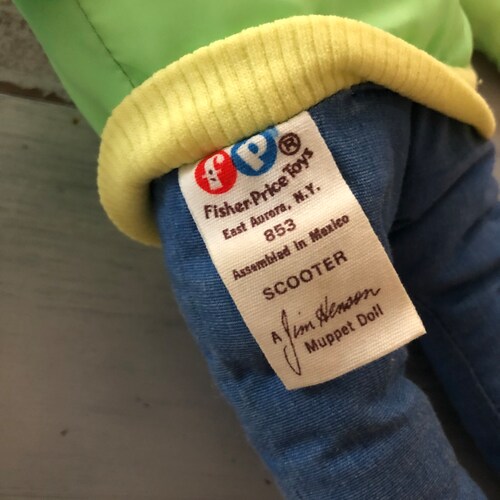 fp®
Fisher-Price Toys
East Aurora, N.Y.
853
Assembled in Mexico
SCOOTER
A Jim Henson
Muppet Doll